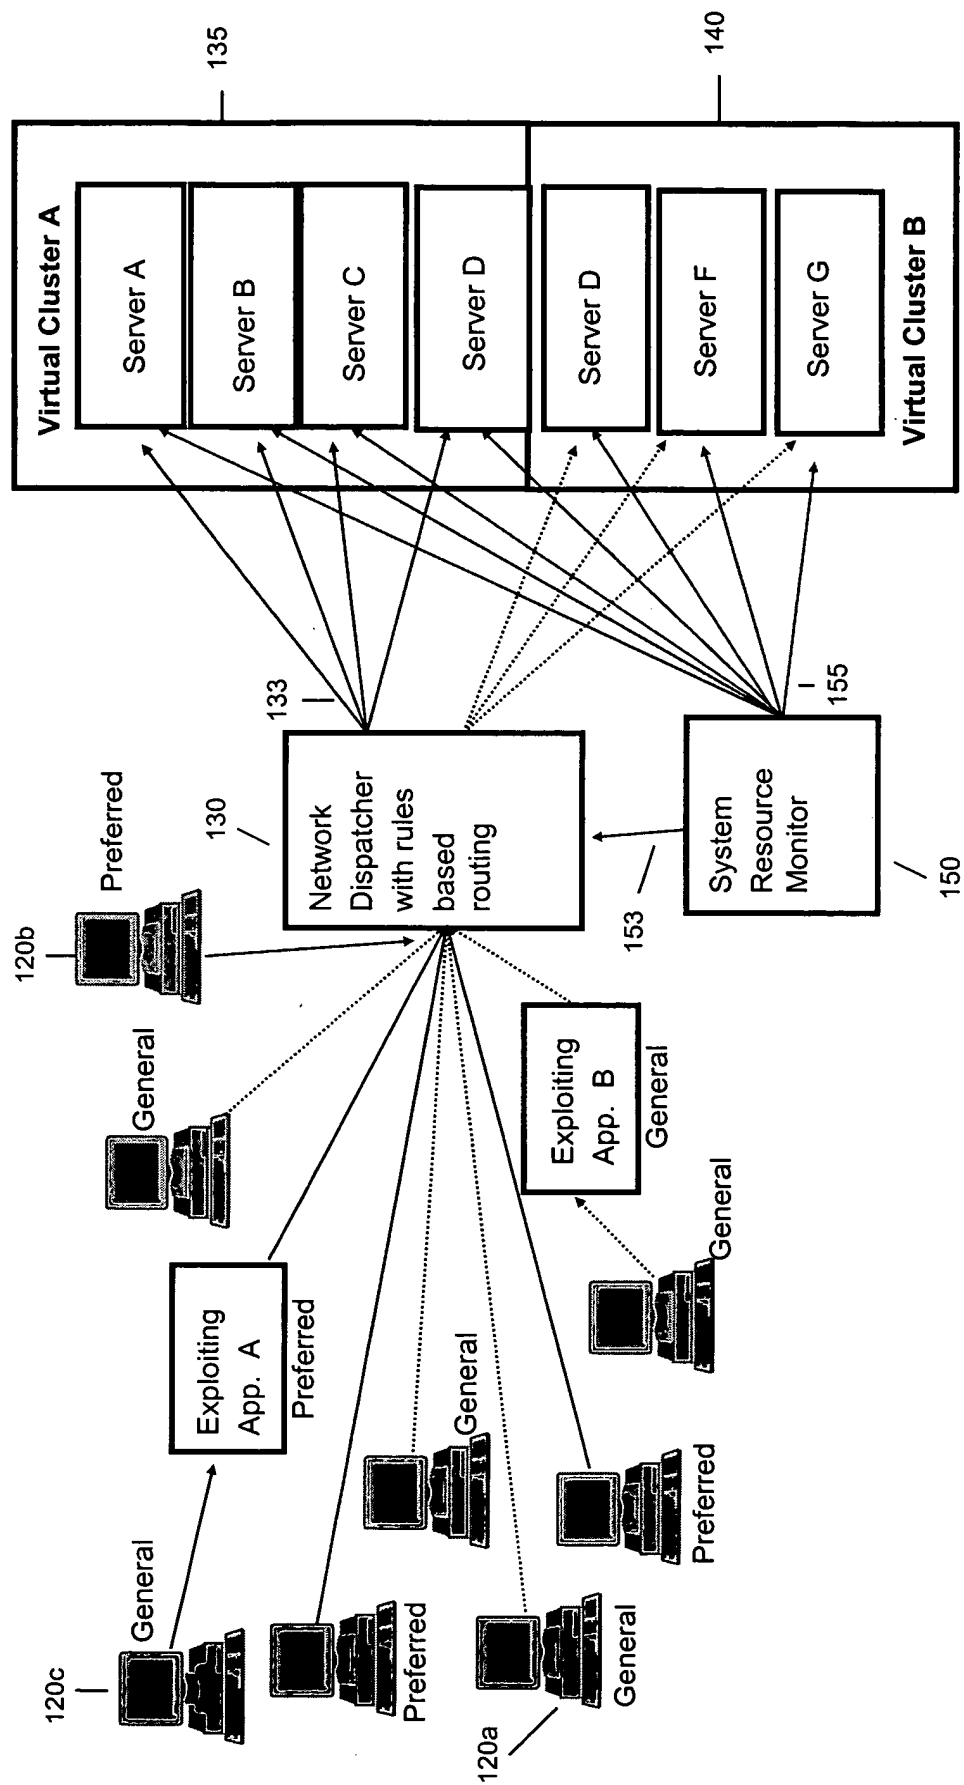 120c
General
Exploiting
App. A
Preferred
General
120b
Preferred
Preferred
General
120a
General
Preferred
General
Exploiting
App. B
General
130
Network
Dispatcher
with rules
based
routing
133
153
System
Resource
Monitor
150
155
Virtual Cluster A
Server A
Server B
Server C
Server D
135
Server D
Server F
Server G
Virtual Cluster B
140